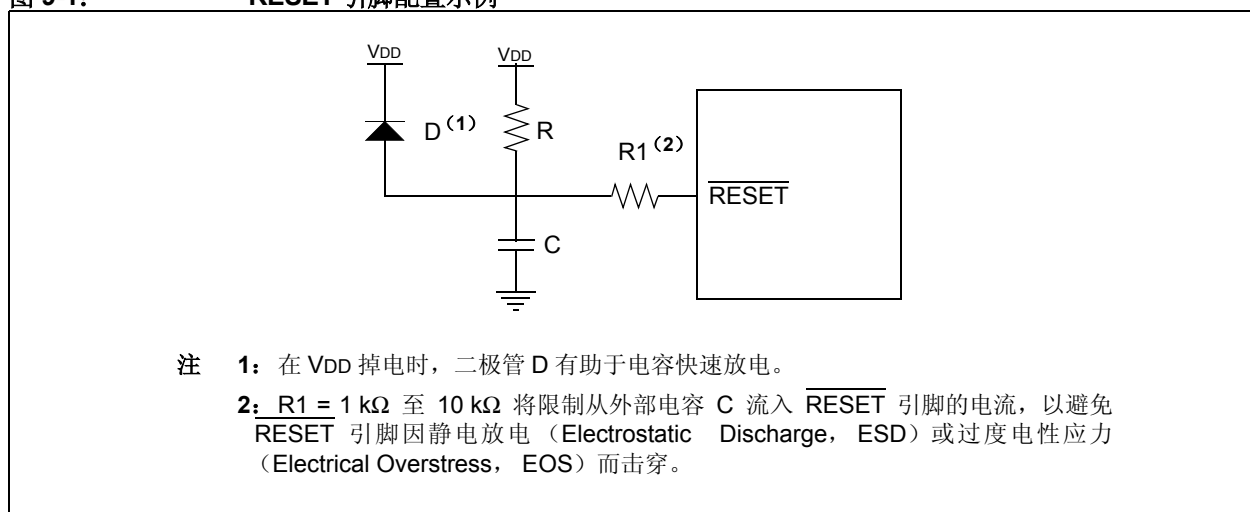 VDD
VDD
D(1)
R
R1(2)
RESET
C
注 1：在 VDD 掉电时，二极管 D 有助于电容快速放电。
2：R1 = 1 kΩ 至 10 kΩ 将限制从外部电容 C 流入 RESET 引脚的电流，以避免
RESET 引脚因静电放电（Electrostatic Discharge，ESD）或过度电性应力
（Electrical Overstress，EOS）而击穿。